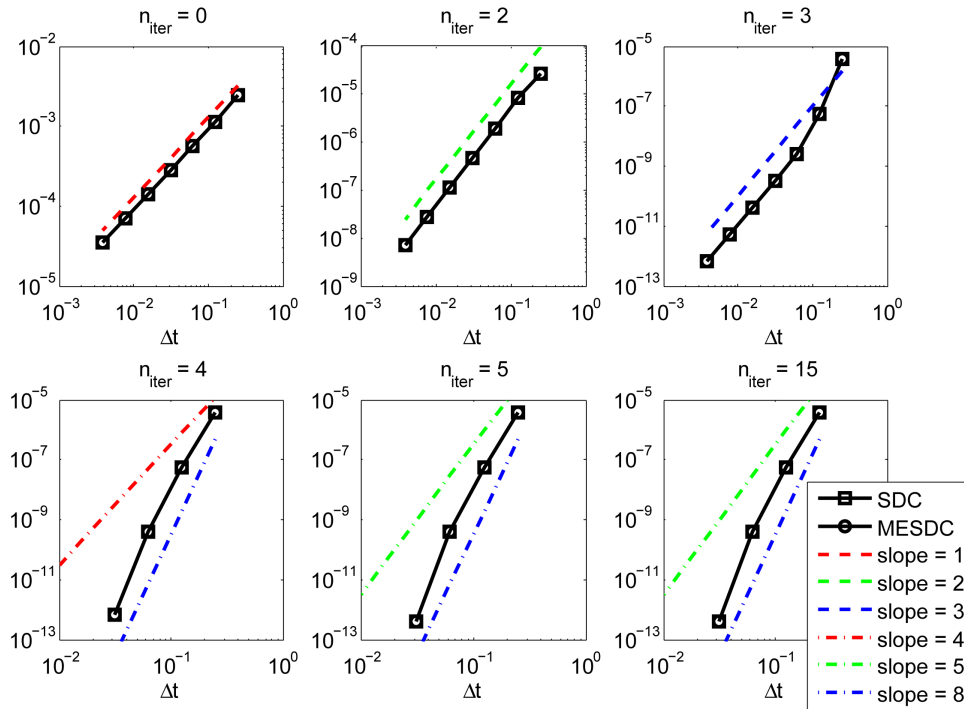 n_iter = 0
10^-2
10^-3
10^-4
10^-5
10^-3
10^-2
10^-1
10^0
Δt
n_iter = 2
10^-4
10^-5
10^-6
10^-7
10^-8
10^-9
10^-3
10^-2
10^-1
10^0
Δt
n_iter = 3
10^-5
10^-7
10^-9
10^-11
10^-13
10^-3
10^-2
10^-1
10^0
Δt
n_iter = 4
10^-5
10^-7
10^-9
10^-11
10^-13
10^-2
10^-1
10^0
Δt
n_iter = 5
10^-5
10^-7
10^-9
10^-11
10^-13
10^-2
10^-1
10^0
Δt
n_iter = 15
10^-5
10^-7
10^-9
10^-11
10^-13
10^-2
10^-1
Δt
SDC
MESDC
slope = 1
slope = 2
slope = 3
slope = 4
slope = 5
slope = 8